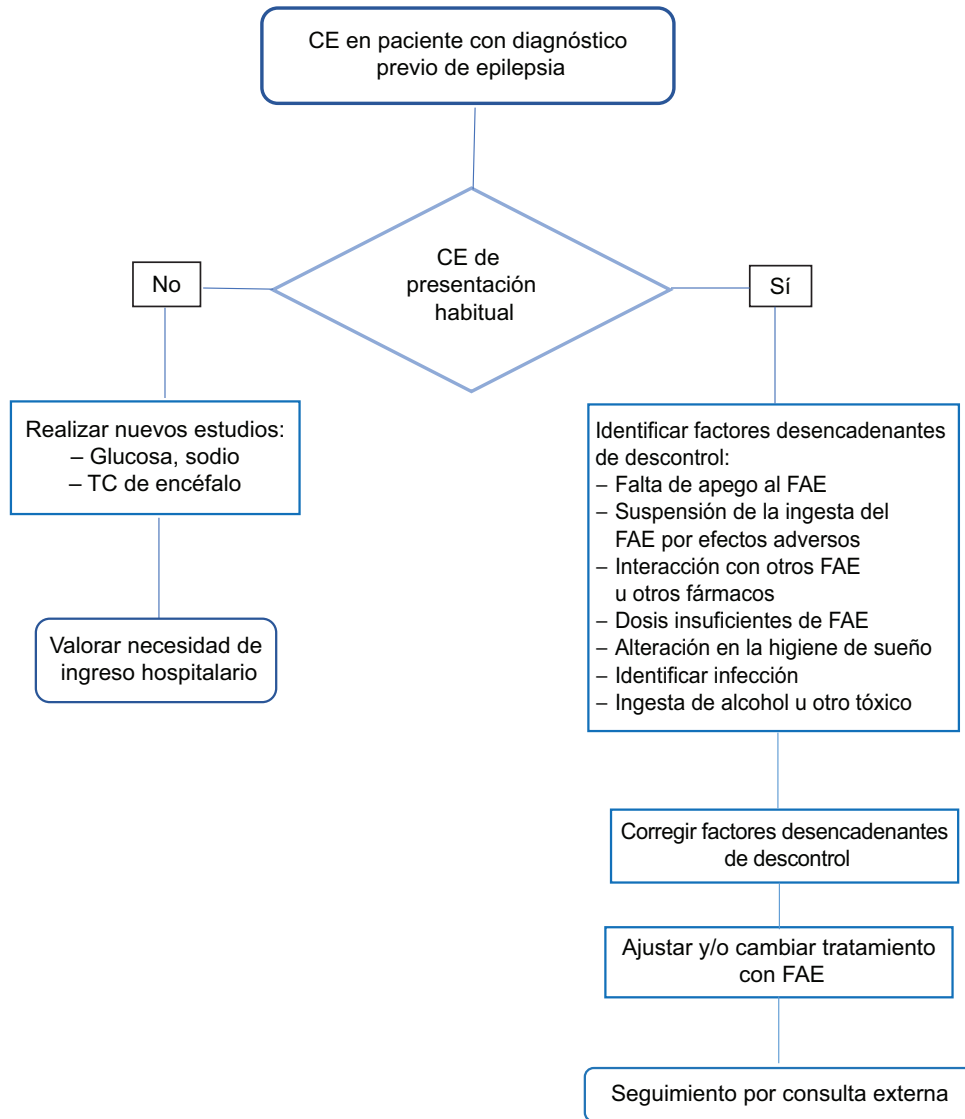 CE en paciente con diagnóstico
previo de epilepsia
CE de
presentación
habitual
No
Sí
Realizar nuevos estudios:
– Glucosa, sodio
– TC de encéfalo
Valorar necesidad de
ingreso hospitalario
Identificar factores desencadenantes
de descontrol:
– Falta de apego al FAE
– Suspensión de la ingesta del
FAE por efectos adversos
– Interacción con otros FAE
u otros fármacos
– Dosis insuficientes de FAE
– Alteración en la higiene de sueño
– Identificar infección
– Ingesta de alcohol u otro tóxico
Corregir factores desencadenantes
de descontrol
Ajustar y/o cambiar tratamiento
con FAE
Seguimiento por consulta externa